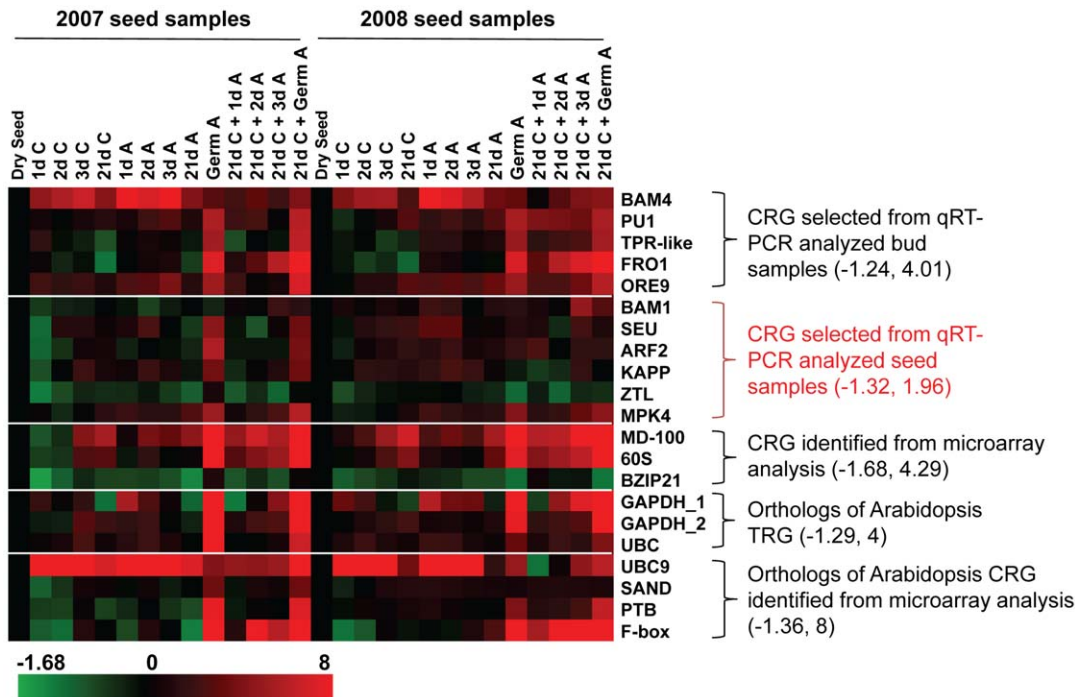 2007 seed samples
2008 seed samples
Dry Seed
1d C
2d C
3d C
21d C
1d A
2d A
3d A
21d A
Germ A
21d C + 1d A
21d C + 2d A
21d C + 3d A
21d C + Germ A
Dry Seed
1d C
2d C
3d C
21d C
1d A
2d A
3d A
21d A
Germ A
21d C + 1d A
21d C + 2d A
21d C + 3d A
21d C + Germ A
BAM4
PU1
TPR-like
FRO1
ORE9
CRG selected from qRT-
PCR analyzed bud
samples (-1.24, 4.01)
BAM1
SEU
ARF2
KAPP
ZTL
MPK4
CRG selected from qRT-
PCR analyzed seed
samples (-1.32, 1.96)
MD-100
60S
BZIP21
CRG identified from microarray
analysis (-1.68, 4.29)
GAPDH_1
GAPDH_2
UBC
Orthologs of Arabidopsis
TRG (-1.29, 4)
UBC9
SAND
PTB
F-box
Orthologs of Arabidopsis CRG
identified from microarray analysis
(-1.36, 8)
-1.68
0
8